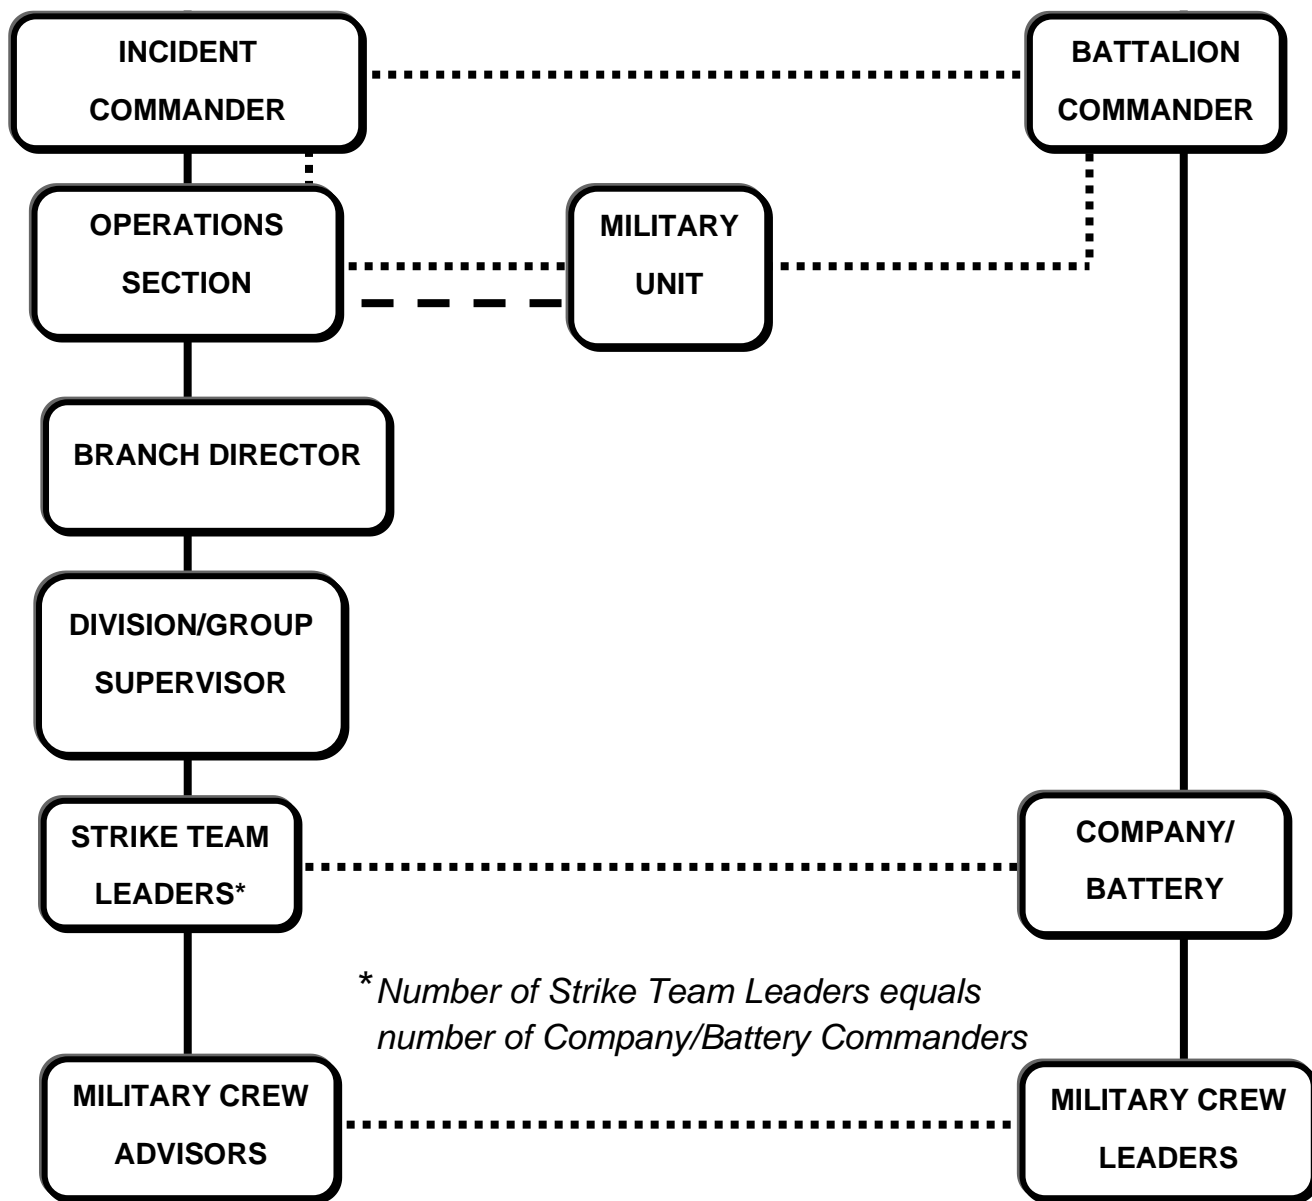 INCIDENT
COMMANDER
BATTALION
COMMANDER
OPERATIONS
SECTION
MILITARY
UNIT
BRANCH DIRECTOR
DIVISION/GROUP
SUPERVISOR
STRIKE TEAM
LEADERS*
COMPANY/
BATTERY
* Number of Strike Team Leaders equals
number of Company/Battery Commanders
MILITARY CREW
ADVISORS
MILITARY CREW
LEADERS